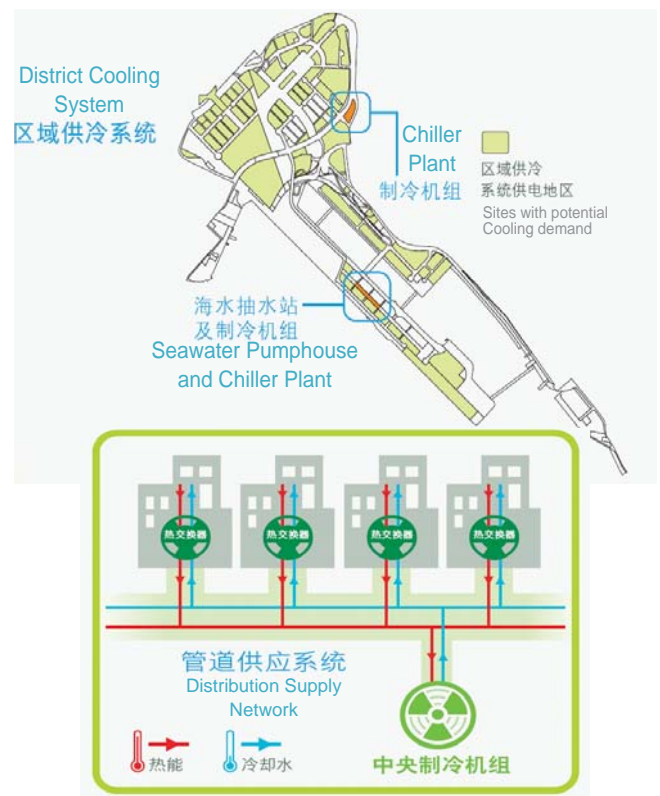 District Cooling
System
区域供冷系统
Chiller
Plant
制冷机组
区域供冷
系统供电地区
Sites with potential
Cooling demand
海水抽水站
及制冷机组
Seawater Pumphouse
and Chiller Plant
热交换器
热交换器
热交换器
热交换器
管道供应系统
Distribution Supply
Network
热能
冷却水
中央制冷机组